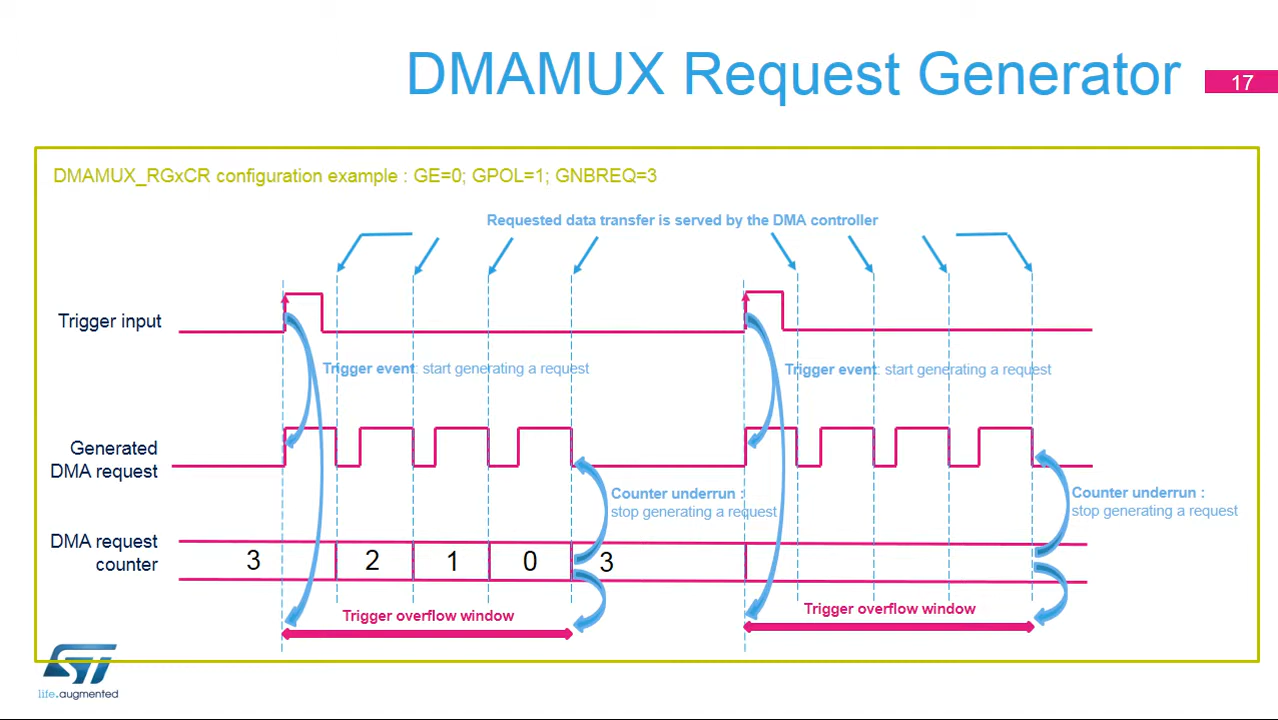 DMAMUX Request Generator
17
DMAMUX_RGxCR configuration example : GE=0; GPOL=1; GNBREQ=3
Requested data transfer is served by the DMA controller
Trigger input
Trigger event: start generating a request
Trigger event: start generating a request
Generated
DMA request
Counter underrun :
stop generating a request
Counter underrun :
stop generating a request
DMA request
counter
3 2 1 0 3
Trigger overflow window
Trigger overflow window
ST
life.augmented